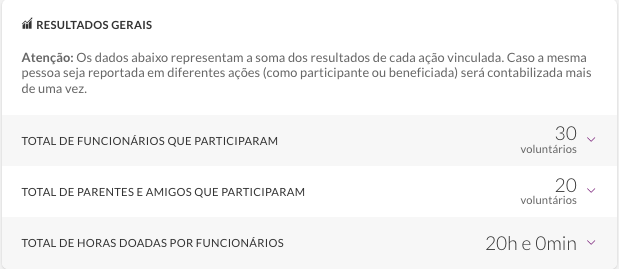 RESULTADOS GERAIS
Atenção: Os dados abaixo representam a soma dos resultados de cada ação vinculada. Caso a mesma
pessoa seja reportada em diferentes ações (como participante ou beneficiada) será contabilizada mais
de uma vez.
TOTAL DE FUNCIONÁRIOS QUE PARTICIPARAM
30
voluntários
TOTAL DE PARENTES E AMIGOS QUE PARTICIPARAM
20
voluntários
TOTAL DE HORAS DOADAS POR FUNCIONÁRIOS
20h e 0min